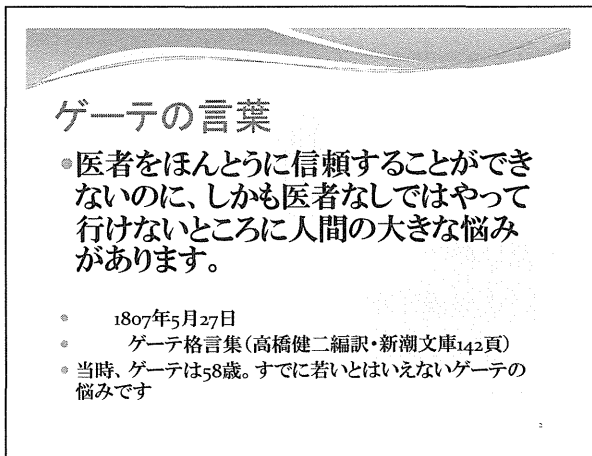 ゲーテの言葉
●医者をほんとうに信頼することができ
ないのに、しかも医者なしではやって
行けないところに人間の大きな悩み
があります。
● 1807年5月27日
● ゲーテ格言集(高橋健二編訳・新潮文庫142頁)
● 当時、ゲーテは58歳。すでに若いとはいえないゲーテの
悩みです
2